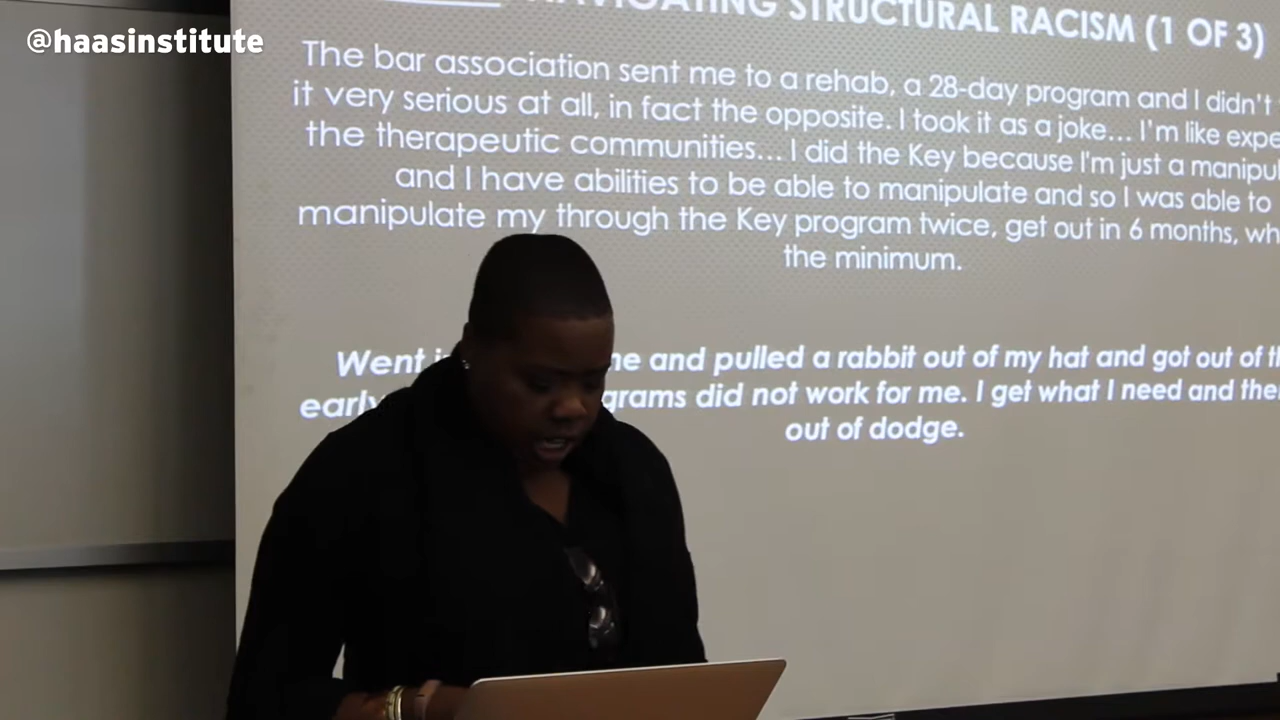 @haasinstitute
NAVIGATING STRUCTURAL RACISM (1 OF 3)
The bar association sent me to a rehab, a 28-day program and I didn't
it very serious at all, in fact the opposite. I took it as a joke... I'm like expe
the therapeutic communities... I did the Key because I'm just a manipul
and I have abilities to be able to manipulate and so I was able to
manipulate my through the Key program twice, get out in 6 months, wh
the minimum.
Went i ne and pulled a rabbit out of my hat and got out of th
early grams did not work for me. I get what I need and the
out of dodge.